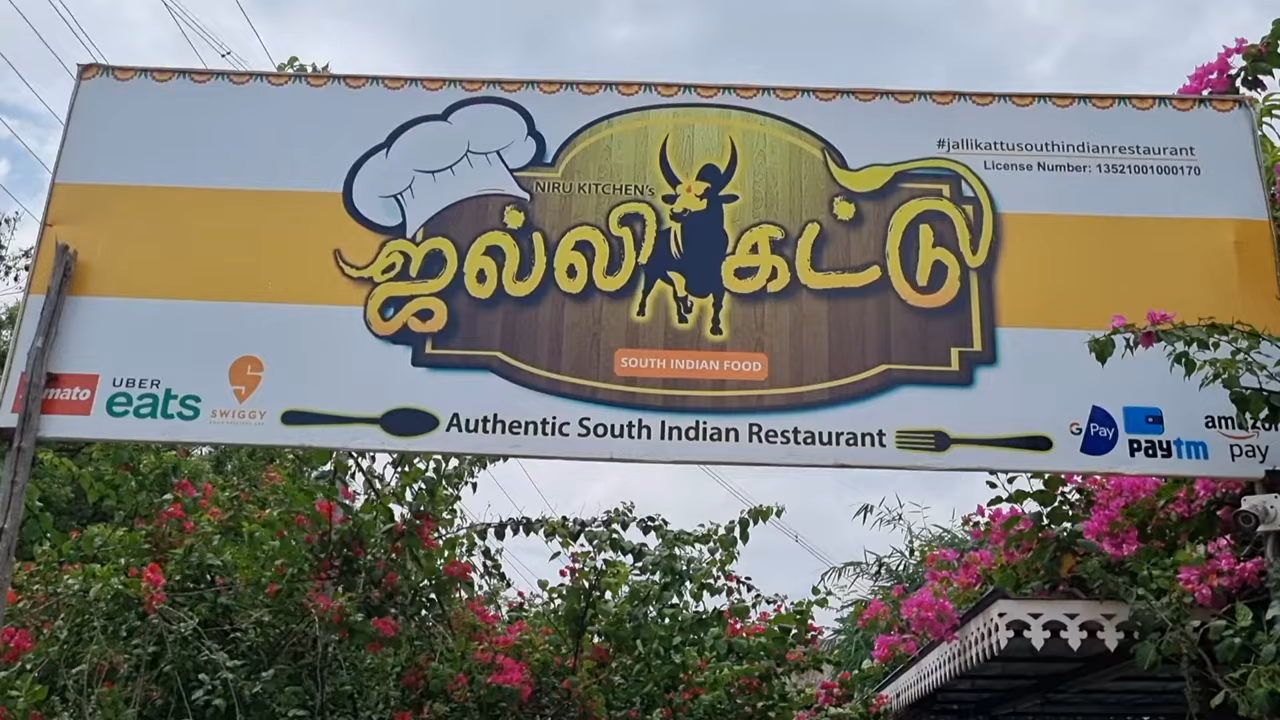 #jallikattusouthindianrestaurant
License Number: 13521001000170
NIRU KITCHEN's
ஜல்லி கட்டு
SOUTH INDIAN FOOD
mato
UBER
eats
SWIGGY
Authentic South Indian Restaurant
G Pay
paytm
amazon
pay